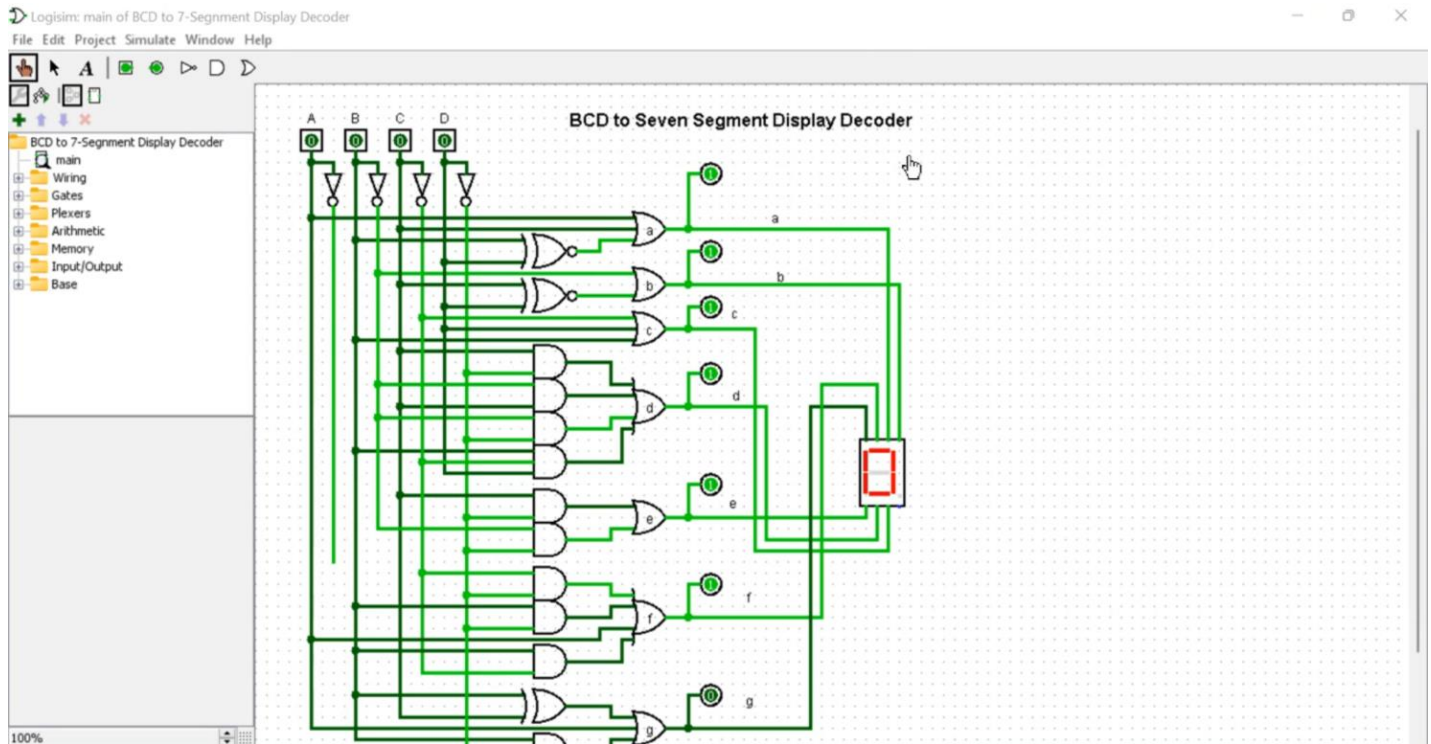 Logisim: main of BCD to 7-Segnment Display Decoder
File Edit Project Simulate Window Help
A
BCD to 7-Segnment Display Decoder
main
Wiring
Gates
Plexers
Arithmetic
Memory
Input/Output
Base
100%
BCD to Seven Segment Display Decoder
A B C D
0 0 0 0
1
a
a
1
b
b
1
c
c
1
d
d
1
e
e
1
f
f
0
g
g
0